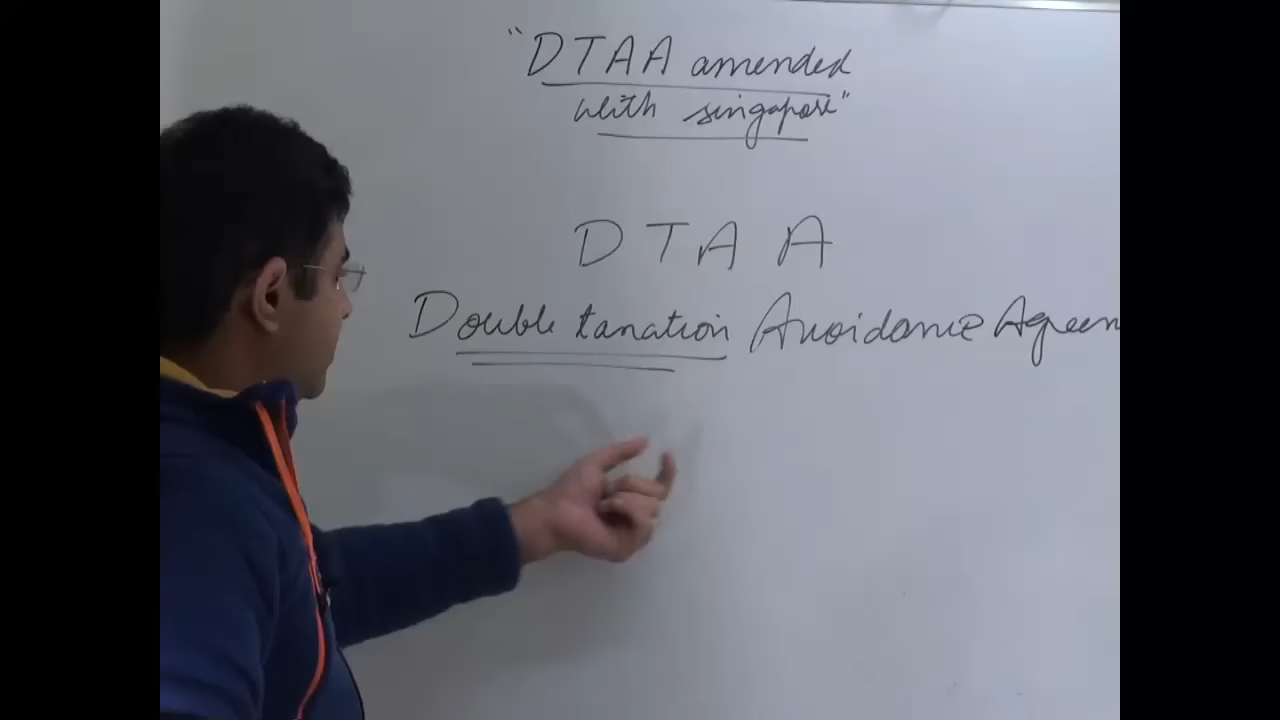 "DTAA amended
with singapore"
DTAA
Double taxation Avoidance Agreem